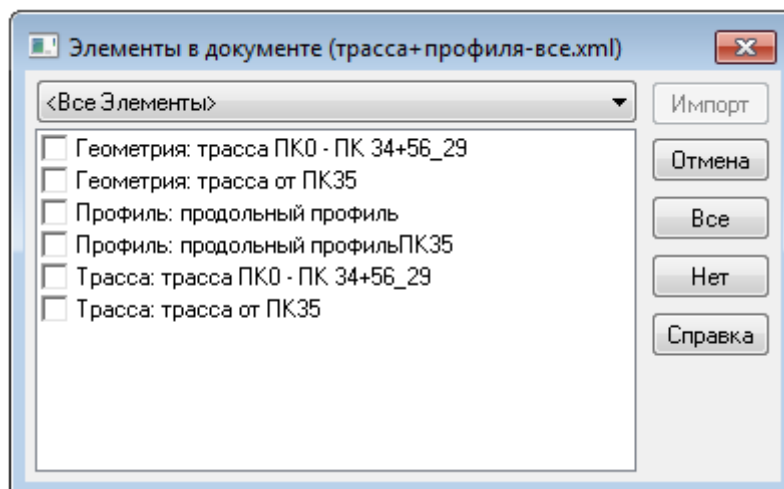 Элементы в документе (трасса+профиля-все.xml)
<Все Элементы>
Импорт
Геометрия: трасса ПК0 - ПК 34+56_29
Отмена
Геометрия: трасса от ПК35
Профиль: продольный профиль
Все
Профиль: продольный профильПК35
Трасса: трасса ПК0 - ПК 34+56_29
Нет
Трасса: трасса от ПК35
Справка